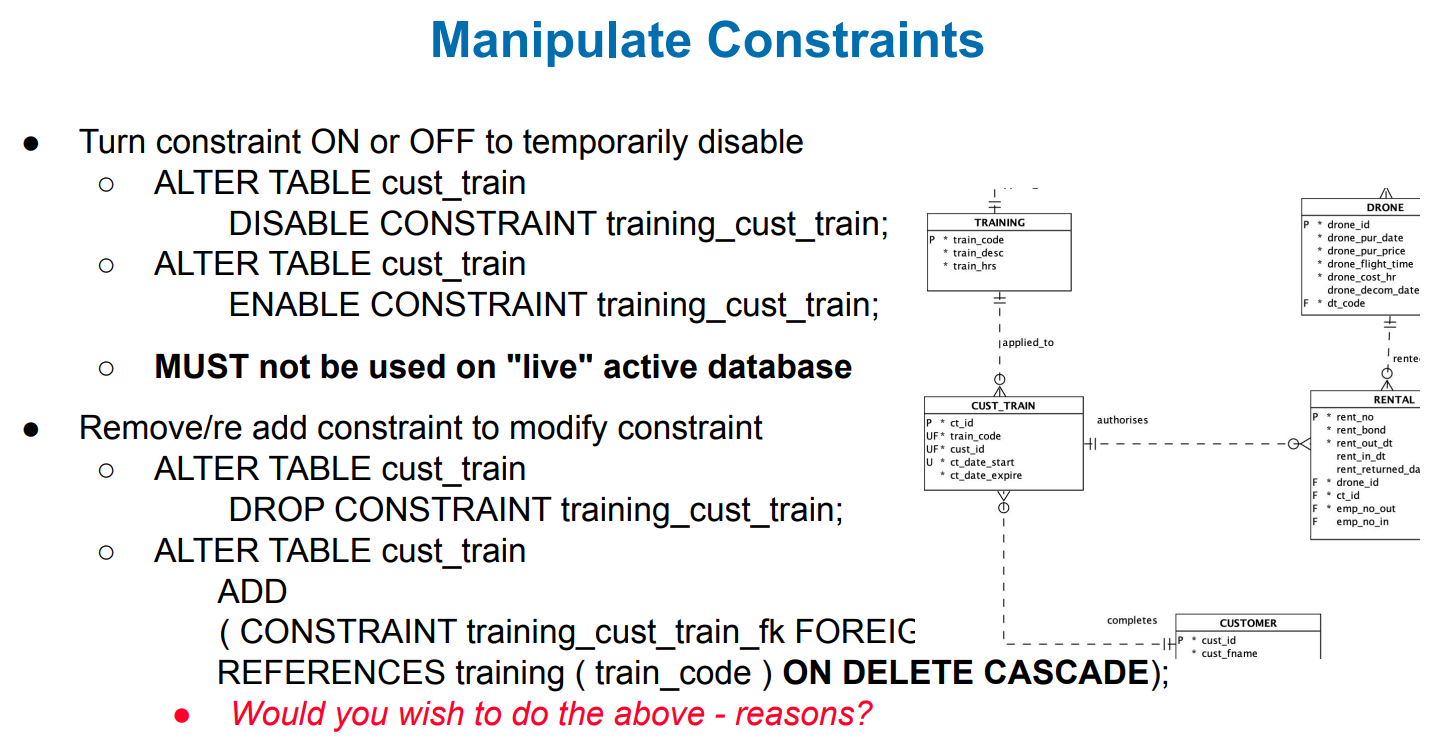 Manipulate Constraints
● Turn constraint ON or OFF to temporarily disable
○ ALTER TABLE cust_train
DISABLE CONSTRAINT training_cust_train;
○ ALTER TABLE cust_train
ENABLE CONSTRAINT training_cust_train;
○ MUST not be used on "live" active database
● Remove/re add constraint to modify constraint
○ ALTER TABLE cust_train
DROP CONSTRAINT training_cust_train;
○ ALTER TABLE cust_train
ADD
( CONSTRAINT training_cust_train_fk FOREIG
REFERENCES training ( train_code ) ON DELETE CASCADE);
● Would you wish to do the above - reasons?
TRAINING
P * train_code
* train_desc
* train_hrs
applied_to
CUST_TRAIN
P * ct_id
UF* train_code
UF* cust_id
U * ct_date_start
* ct_date_expire
authorises
completes
CUSTOMER
P * cust_id
* cust_fname
DRONE
P * drone_id
* drone_pur_date
* drone_pur_price
* drone_flight_time
* drone_cost_hr
drone_decom_date
F * dt_code
rente
RENTAL
P * rent_no
* rent_bond
* rent_out_dt
rent_in_dt
rent_returned_da
F * drone_id
F * ct_id
F * emp_no_out
F emp_no_in